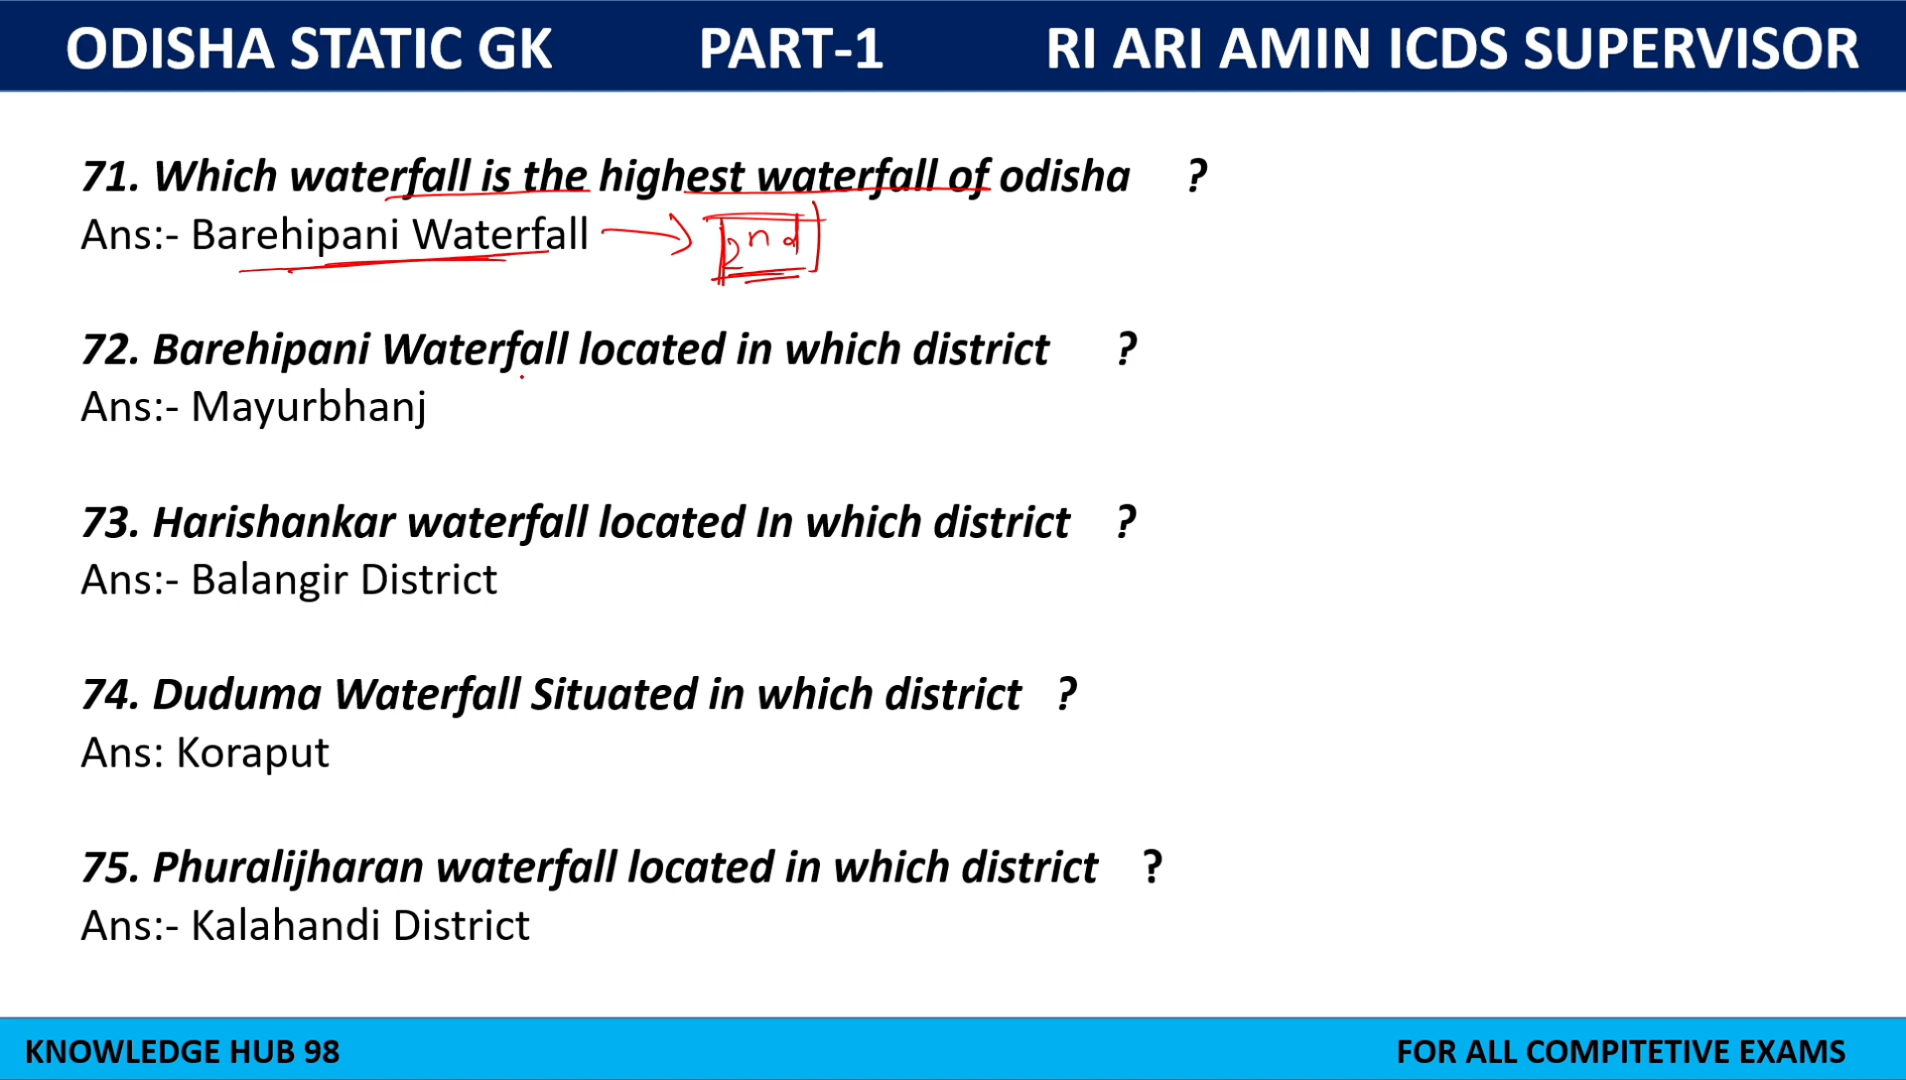 ODISHA STATIC GK PART-1 RI ARI AMIN ICDS SUPERVISOR
71. Which waterfall is the highest waterfall of odisha ?
Ans:- Barehipani Waterfall → 2nd
72. Barehipani Waterfall located in which district ?
Ans:- Mayurbhanj
73. Harishankar waterfall located In which district ?
Ans:- Balangir District
74. Duduma Waterfall Situated in which district ?
Ans: Koraput
75. Phuralijharan waterfall located in which district ?
Ans:- Kalahandi District
KNOWLEDGE HUB 98 FOR ALL COMPITETIVE EXAMS